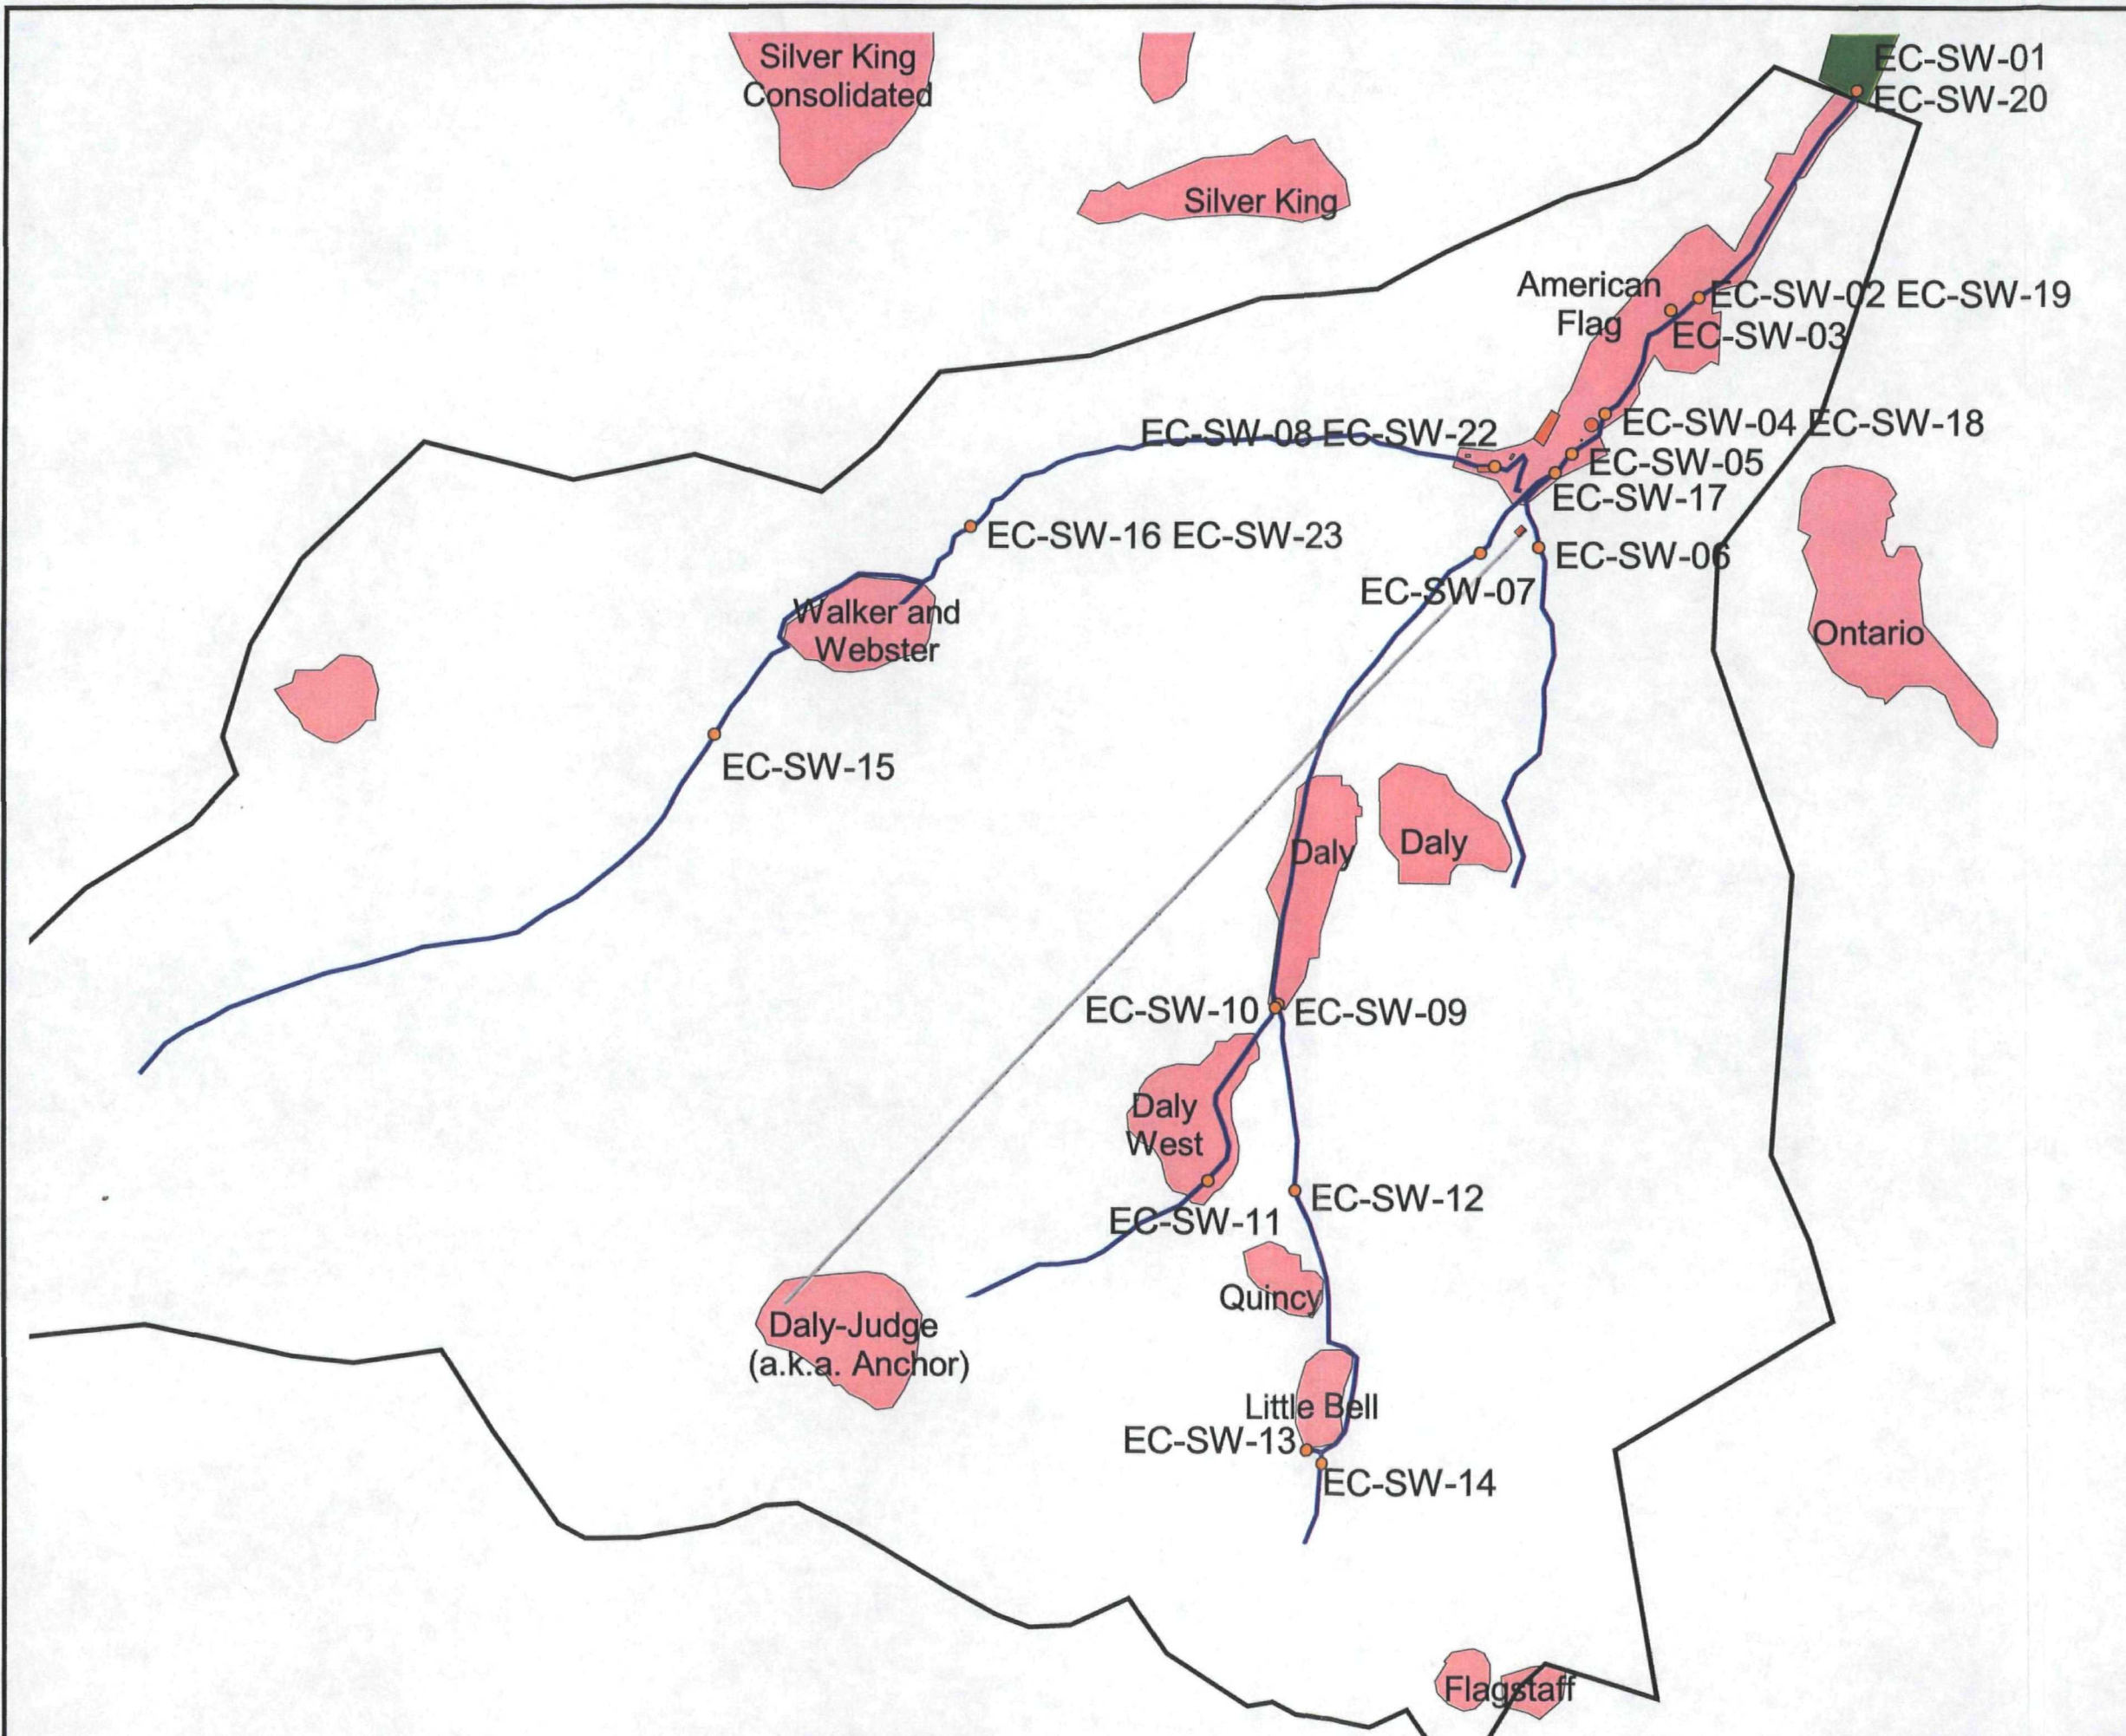 Silver King
Consolidated
EC-SW-01
EC-SW-20
Silver King
American
Flag
EC-SW-02 EC-SW-19
EC-SW-03
EC-SW-08 EC-SW-22
EC-SW-04 EC-SW-18
EC-SW-05
EC-SW-17
EC-SW-16 EC-SW-23
EC-SW-06
EC-SW-07
Walker and
Webster
Ontario
EC-SW-15
Daly
Daly
EC-SW-10
EC-SW-09
Daly
West
EC-SW-12
EC-SW-11
Quincy
Daly-Judge
(a.k.a. Anchor)
Little Bell
EC-SW-13
EC-SW-14
Flagstaff